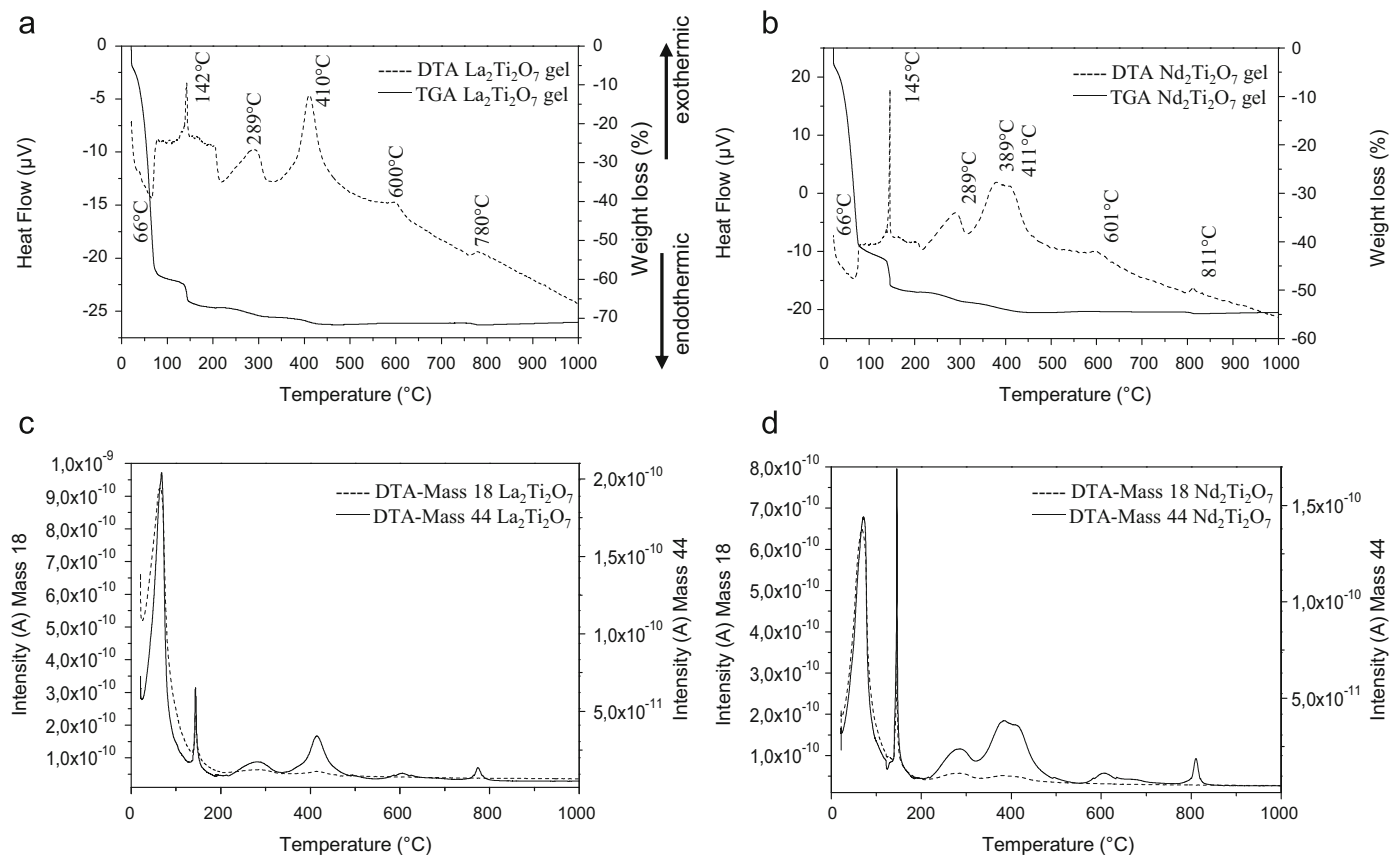 a
DTA La2Ti2O7 gel
TGA La2Ti2O7 gel
66°C
142°C
289°C
410°C
600°C
780°C
0
-5
-10
-15
-20
-25
Heat Flow (µV)
0
-10
-20
-30
-40
-50
-60
-70
Weight loss (%)
0 100 200 300 400 500 600 700 800 900 1000
Temperature (°C)
exothermic
endothermic
b
DTA Nd2Ti2O7 gel
TGA Nd2Ti2O7 gel
66°C
145°C
289°C
389°C
411°C
601°C
811°C
20
10
0
-10
-20
Heat Flow (µV)
0
-10
-20
-30
-40
-50
-60
Weight loss (%)
0 100 200 300 400 500 600 700 800 900 1000
Temperature (°C)
c
DTA-Mass 18 La2Ti2O7
DTA-Mass 44 La2Ti2O7
1,0x10-9
9,0x10-10
8,0x10-10
7,0x10-10
6,0x10-10
5,0x10-10
4,0x10-10
3,0x10-10
2,0x10-10
1,0x10-10
Intensity (A) Mass 18
2,0x10-10
1,5x10-10
1,0x10-10
5,0x10-11
Intensity (A) Mass 44
0 200 400 600 800 1000
Temperature (°C)
d
DTA-Mass 18 Nd2Ti2O7
DTA-Mass 44 Nd2Ti2O7
8,0x10-10
7,0x10-10
6,0x10-10
5,0x10-10
4,0x10-10
3,0x10-10
2,0x10-10
1,0x10-10
Intensity (A) Mass 18
1,5x10-10
1,0x10-10
5,0x10-11
Intensity (A) Mass 44
0 200 400 600 800 1000
Temperature (°C)